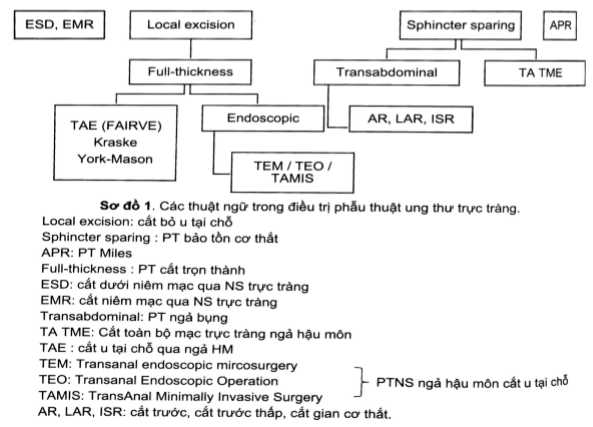 ESD, EMR
Local excision
Sphincter sparing
APR
Full-thickness
Transabdominal
TA TME
TAE (FAIRVE)
Kraske
York-Mason
Endoscopic
AR, LAR, ISR
TEM / TEO /
TAMIS
Sơ đồ 1. Các thuật ngữ trong điều trị phẫu thuật ung thư trực tràng.
Local excision: cắt bỏ u tại chỗ
Sphincter sparing : PT bảo tồn cơ thắt
APR: PT Miles
Full-thickness : PT cắt trọn thành
ESD: cắt dưới niêm mạc qua NS trực tràng
EMR: cắt niêm mạc qua NS trực tràng
Transabdominal: PT ngả bụng
TA TME: Cắt toàn bộ mạc trực tràng ngả hậu môn
TAE : cắt u tại chỗ qua ngả HM
TEM: Transanal endoscopic mircosurgery
TEO: Transanal Endoscopic Operation
PTNS ngả hậu môn cắt u tại chỗ
TAMIS: TransAnal Minimally Invasive Surgery
AR, LAR, ISR: cắt trước, cắt trước thấp, cắt gian cơ thắt.